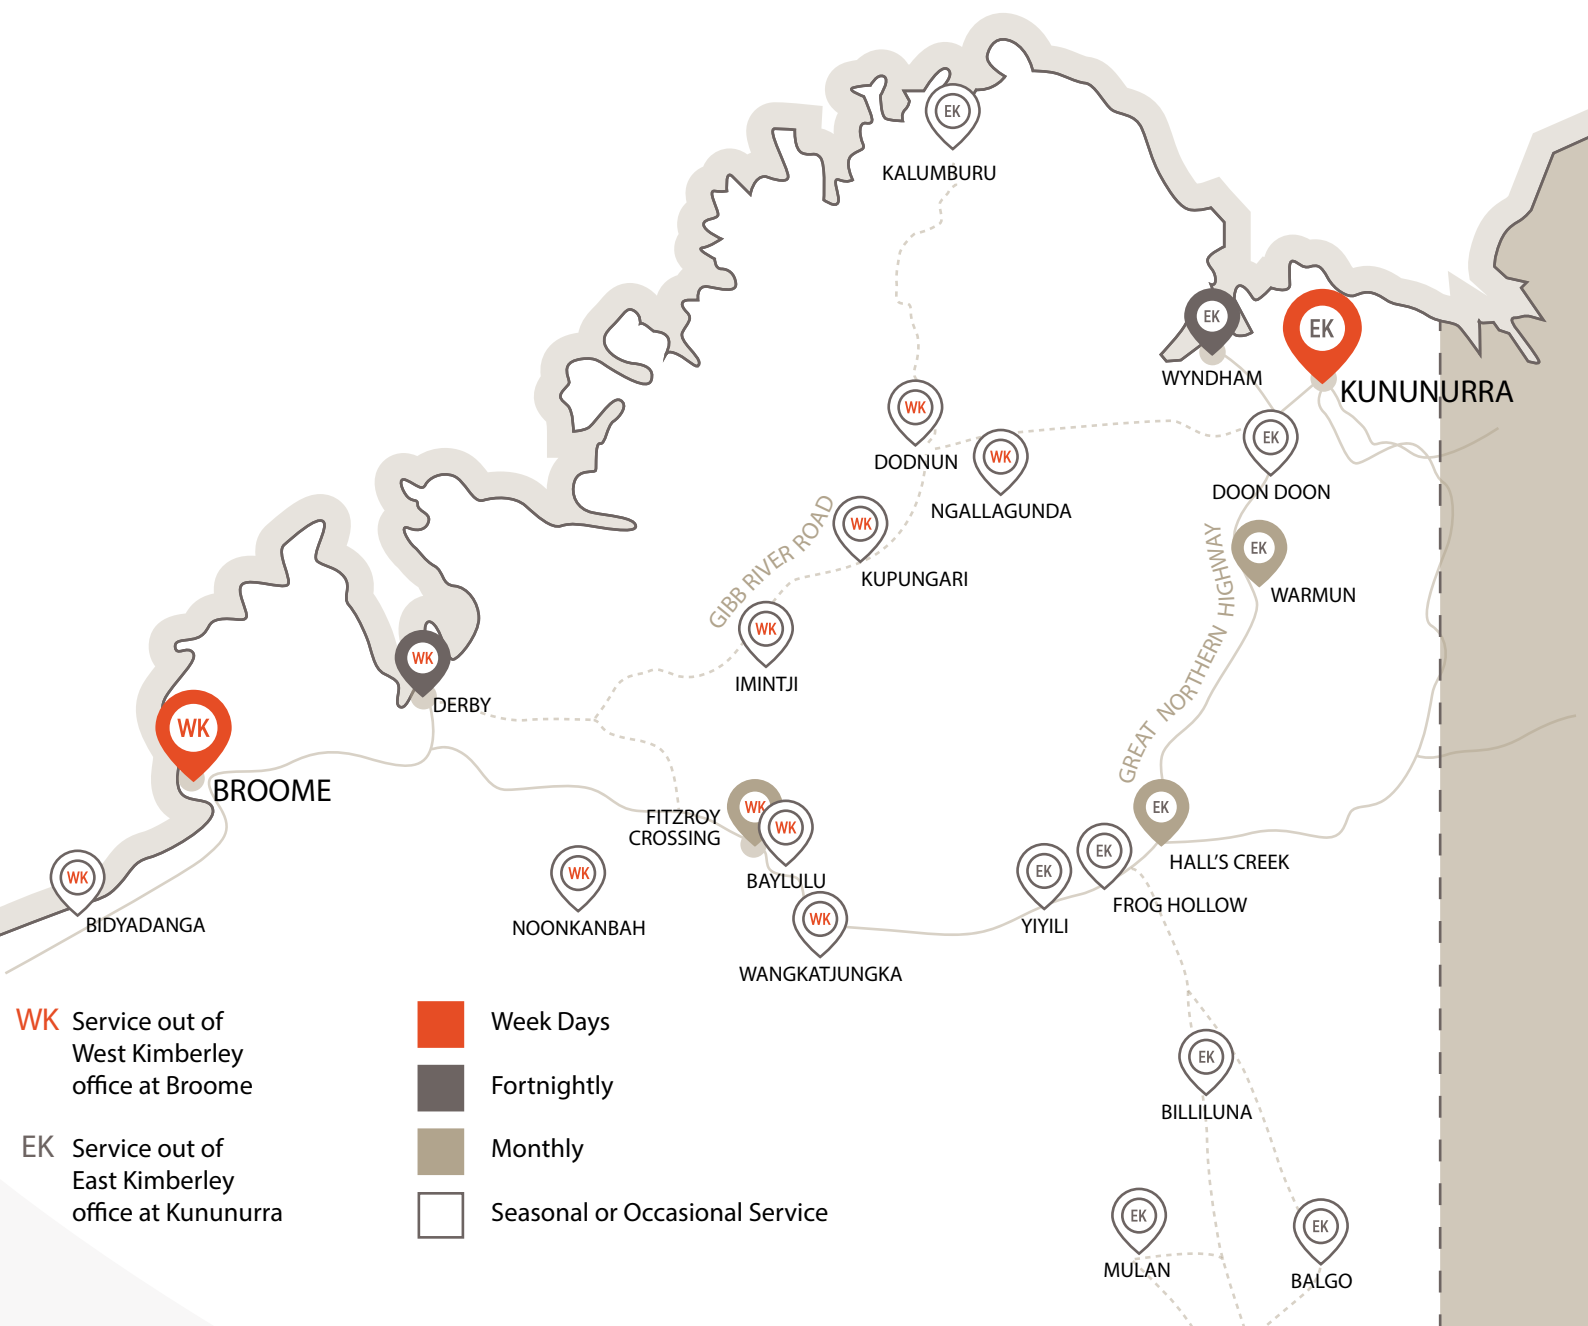 EK
KALUMBURU
EK
WYNDHAM
EK
KUNUNURRA
WK
DODNUN
WK
NGALLAGUNDA
EK
DOON DOON
WK
KUPUNGARI
GIBB RIVER ROAD
EK
WARMUN
GREAT NORTHERN HIGHWAY
WK
IMINTJI
WK
DERBY
WK
BROOME
WK
FITZROY
CROSSING
WK
BAYLULU
EK
HALL'S CREEK
EK
FROG HOLLOW
EK
YIYILI
WK
BIDYADANGA
WK
NOONKANBAH
WK
WANGKATJUNGKA
EK
BILLILUNA
EK
MULAN
EK
BALGO
WK Service out of
West Kimberley
office at Broome
EK Service out of
East Kimberley
office at Kununurra
Week Days
Fortnightly
Monthly
Seasonal or Occasional Service